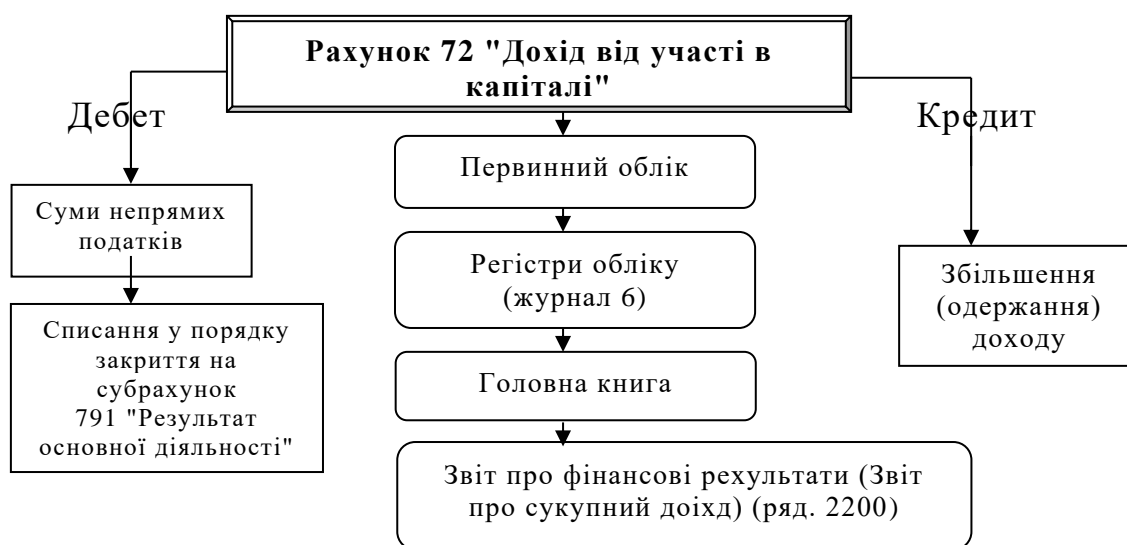 Рахунок 72 "Дохід від участі в
капіталі"
Дебет
Кредит
Первинний облік
Суми непрямих
податків
Регістри обліку
(журнал 6)
Збільшення
(одержання)
доходу
Списання у порядку
закриття на
субрахунок
791 "Результат
основної діяльності"
Головна книга
Звіт про фінансові рехультати (Звіт
про сукупний доіхд) (ряд. 2200)